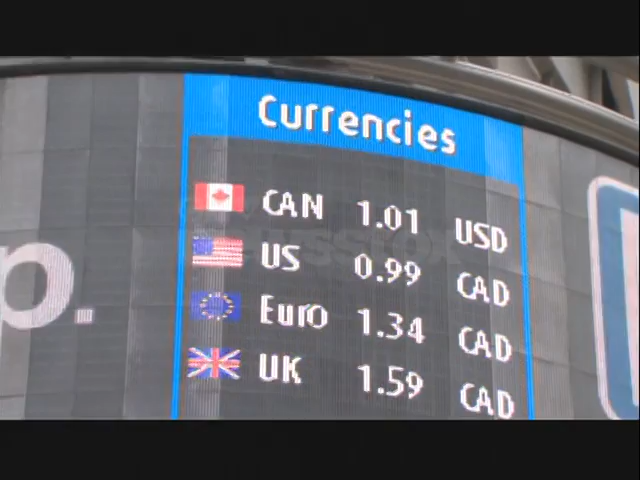 Currencies
CAN 1.01 USD
US 0.99 CAD
Euro 1.34 CAD
UK 1.59 CAD
p.